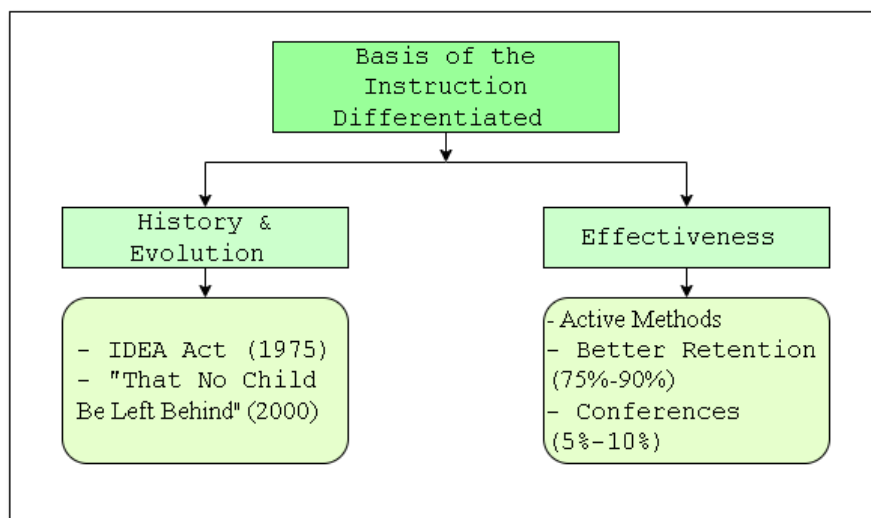 Basis of the
Instruction
Differentiated
History &
Evolution
- IDEA Act (1975)
- "That No Child
Be Left Behind" (2000)
Effectiveness
- Active Methods
- Better Retention
(75%-90%)
- Conferences
(5%-10%)